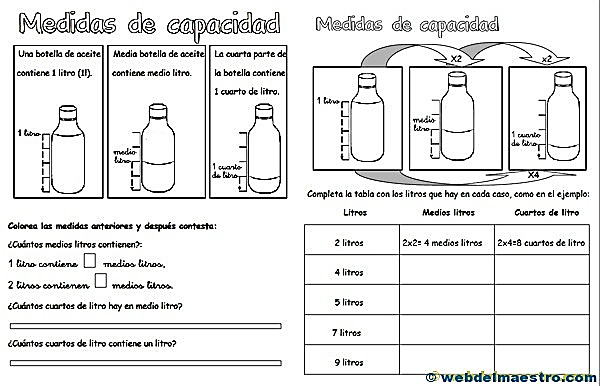 Medidas de capacidad
Una botella de aceite
contiene 1 litro (1l).
Media botella de aceite
contiene medio litro.
La cuarta parte de
la botella contiene
1 cuarto de litro.
1 litro
medio
litro
1 cuarto
de litro
Colorea las medidas anteriores y después contesta:
¿Cuántos medios litros contienen?:
1 litro contiene medios litros.
2 litros contienen medios litros.
¿Cuántos cuartos de litro hay en medio litro?
¿Cuántos cuartos de litro contiene un litro?
Medidas de capacidad
X2
x2
1 litro
medio
litro
1 cuarto
de litro
X4
Completa la tabla con los litros que hay en cada caso, como en el ejemplo:
Litros Medios litros Cuartos de litro
2 litros 2x2= 4 medios litros 2x4=8 cuartos de litro
4 litros
5 litros
7 litros
9 litros
© webdelmaestro.com